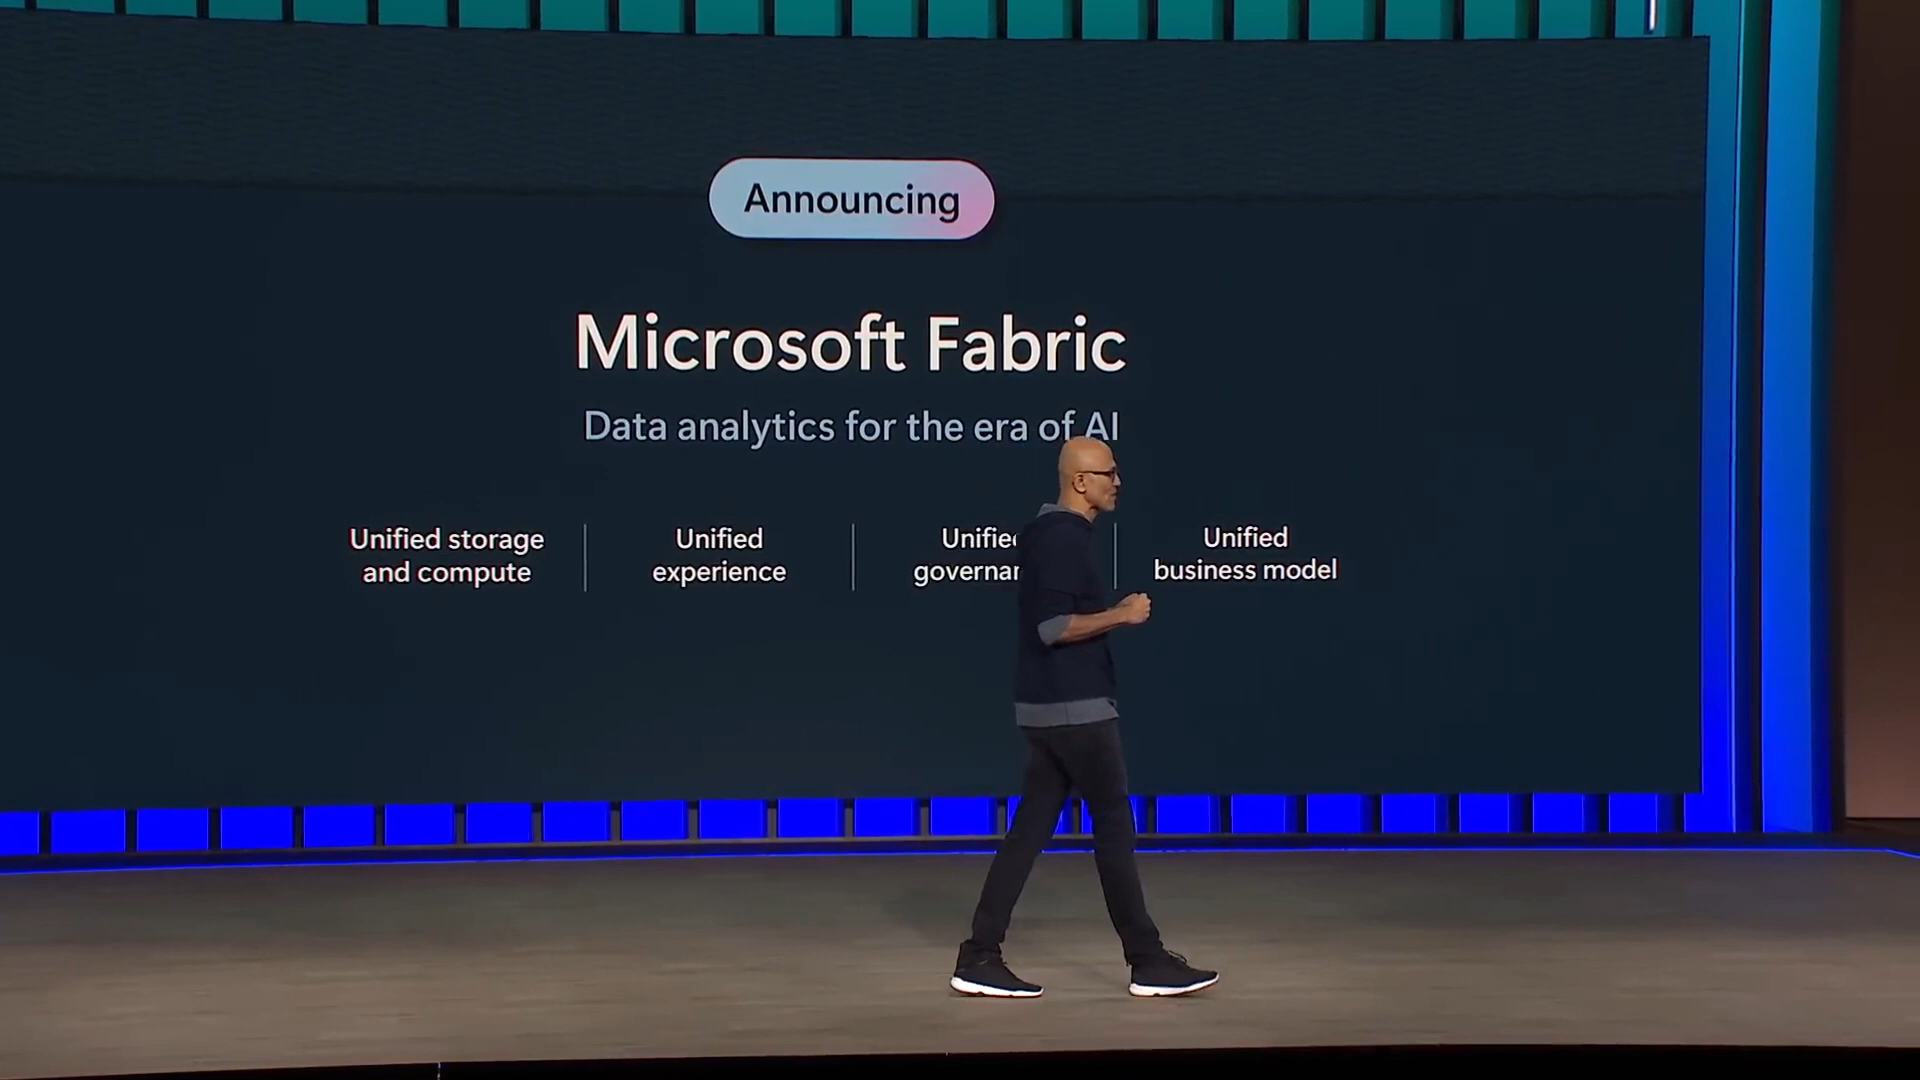 Announcing
Microsoft Fabric
Data analytics for the era of AI
Unified storage
and compute
Unified
experience
Unified
business model